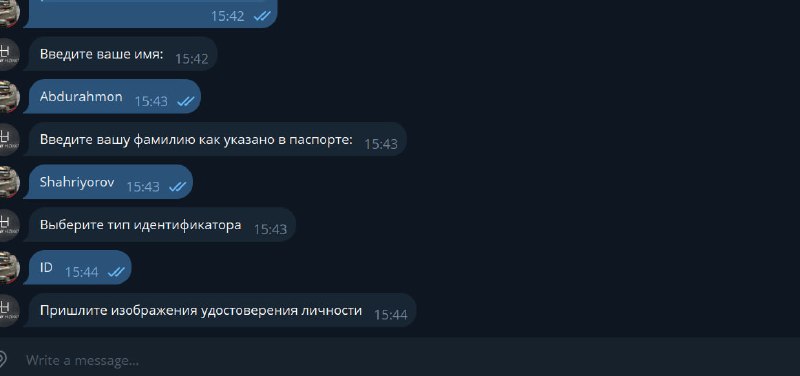 15:42
Введите ваше имя: 15:42
Abdurahmon 15:43
Введите вашу фамилию как указано в паспорте: 15:43
Shahriyorov 15:43
Выберите тип идентификатора 15:43
ID 15:44
Пришлите изображения удостоверения личности 15:44
Write a message...